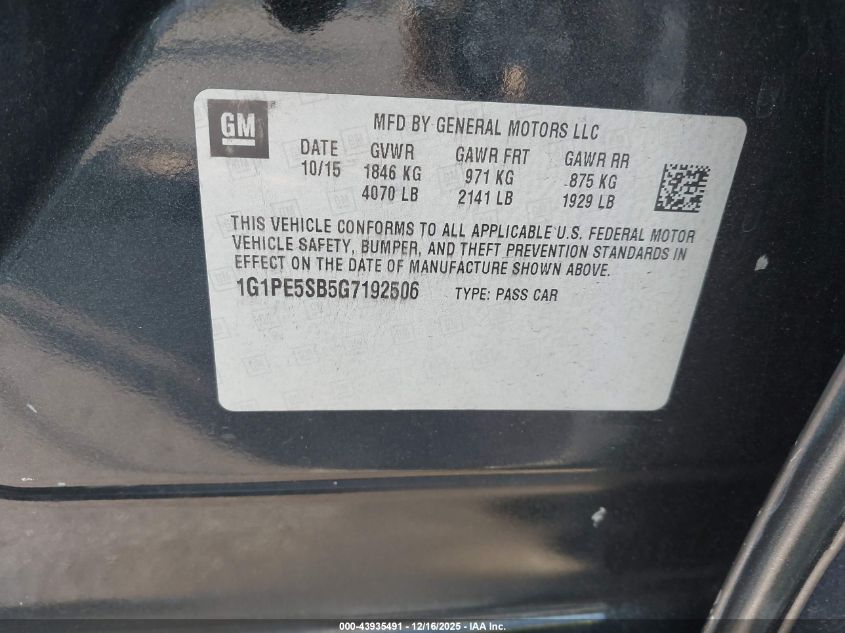 GM
MFD BY GENERAL MOTORS LLC
DATE GVWR GAWR FRT GAWR RR
10/15 1846 KG 971 KG 875 KG
4070 LB 2141 LB 1929 LB
THIS VEHICLE CONFORMS TO ALL APPLICABLE U.S. FEDERAL MOTOR
VEHICLE SAFETY, BUMPER, AND THEFT PREVENTION STANDARDS IN
EFFECT ON THE DATE OF MANUFACTURE SHOWN ABOVE.
1G1PE5SB5G7192506 TYPE: PASS CAR
000-43935491 - 12/16/2025 - IAA Inc.